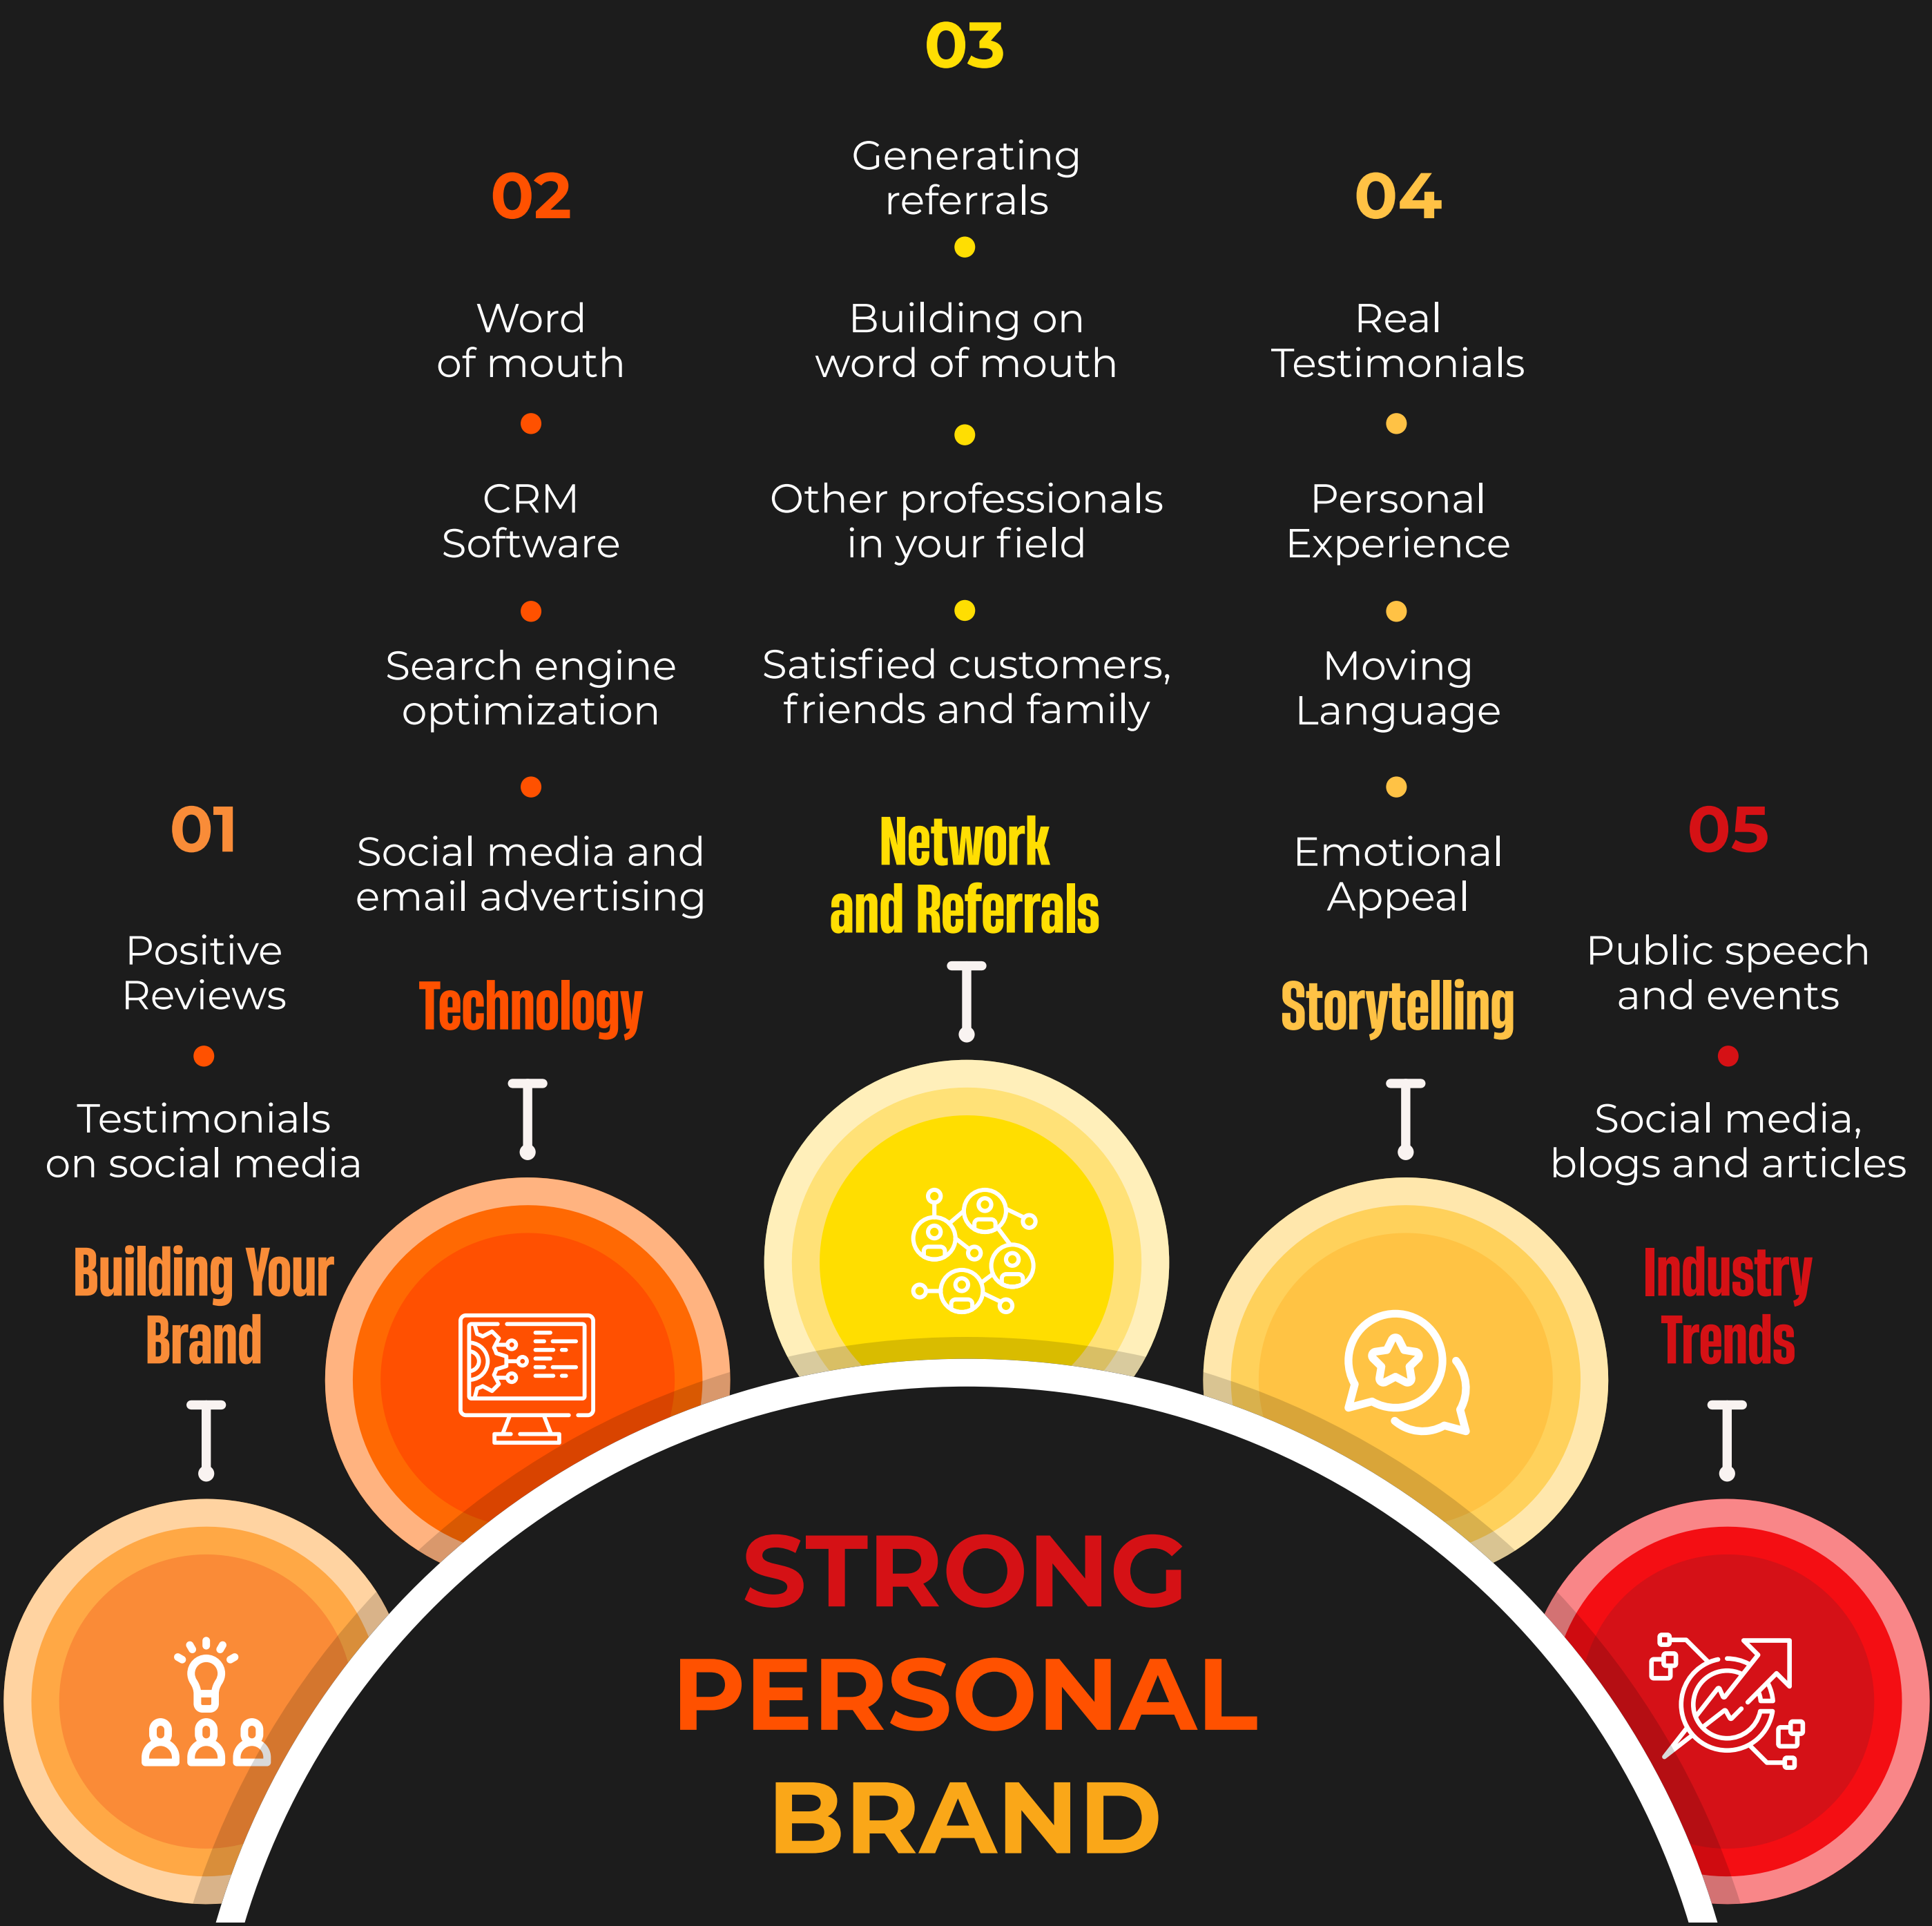 01
Positive
Reviews
Testimonials
on social media
Building Your
Brand
02
Word
of mouth
CRM
Software
Search engine
optimization
Social media and
email advertising
Technology
03
Generating
referrals
Building on
word of mouth
Other professionals
in your field
Satisfied customers,
friends and family
Network
and Referrals
04
Real
Testimonials
Personal
Experience
Moving
Language
Emotional
Appeal
Storytelling
05
Public speech
and events
Social media,
blogs and articles
Industry
Trends
STRONG
PERSONAL
BRAND